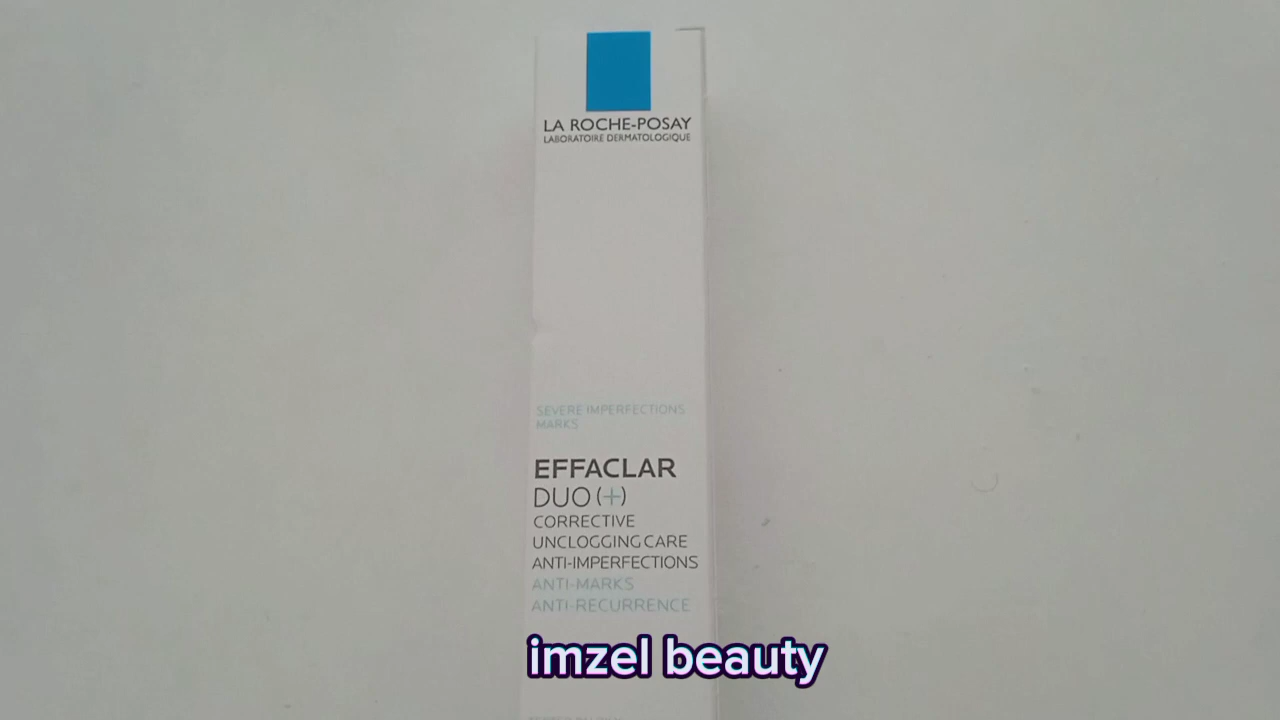 LA ROCHE-POSAY
LABORATOIRE DERMATOLOGIQUE
SEVERE IMPERFECTIONS
MARKS
EFFACLAR
DUO (+)
CORRECTIVE
UNCLOGGING CARE
ANTI-IMPERFECTIONS
ANTI-MARKS
ANTI-RECURRENCE
imzel beauty